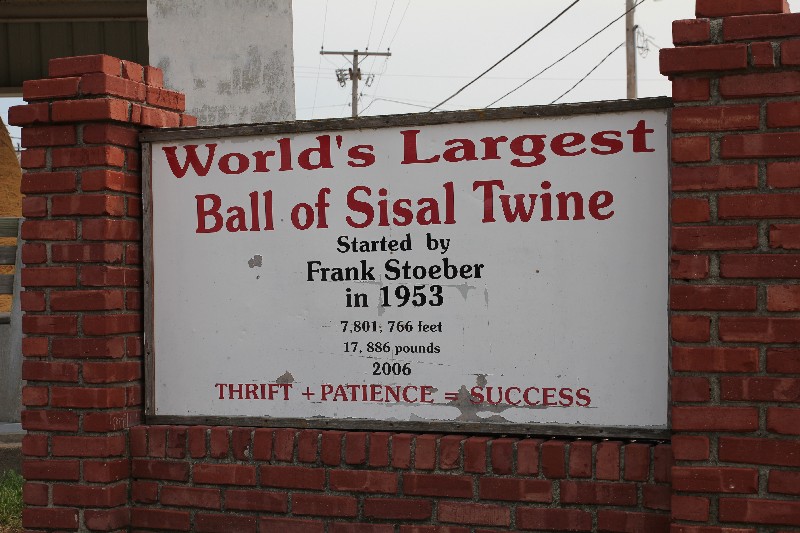 World's Largest
Ball of Sisal Twine
Started by
Frank Stoeber
in 1953
7,801, 766 feet
17, 886 pounds
2006
THRIFT + PATIENCE = SUCCESS